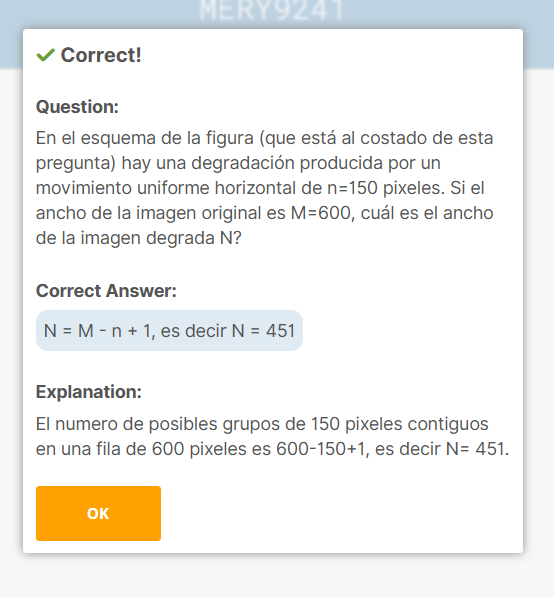 MERY9241
Correct!
Question:
En el esquema de la figura (que está al costado de esta
pregunta) hay una degradación producida por un
movimiento uniforme horizontal de n=150 pixeles. Si el
ancho de la imagen original es M=600, cuál es el ancho
de la imagen degrada N?
Correct Answer:
N = M - n + 1, es decir N = 451
Explanation:
El numero de posibles grupos de 150 pixeles contiguos
en una fila de 600 pixeles es 600-150+1, es decir N= 451.
OK